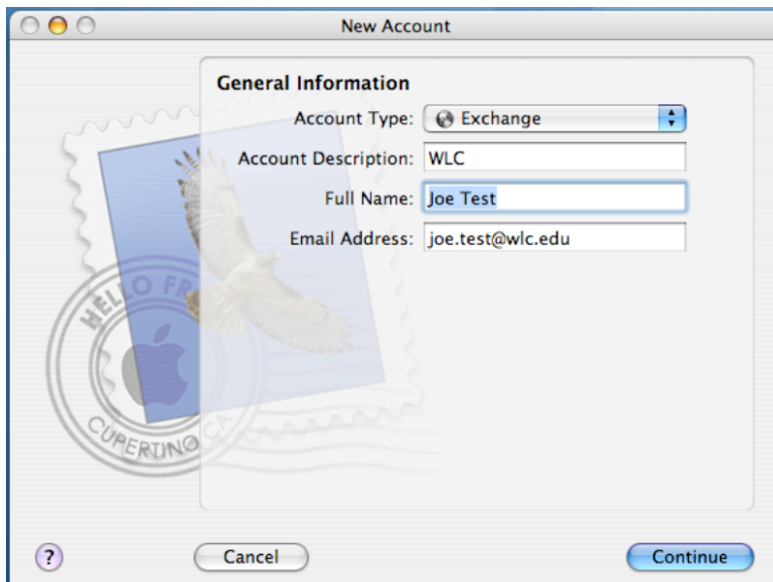 New Account
General Information
Account Type: Exchange
Account Description: WLC
Full Name: Joe Test
Email Address: joe.test@wlc.edu
HELLO FRO
CUPERTINO CA
? Cancel Continue